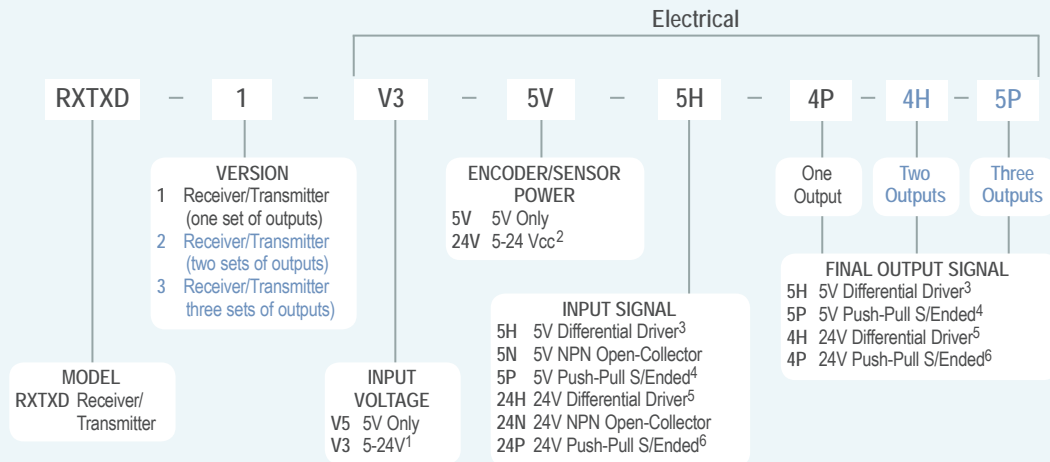 Electrical
RXTXD – 1 – V3 – 5V – 5H – 4P – 4H – 5P
VERSION
1 Receiver/Transmitter
(one set of outputs)
2 Receiver/Transmitter
(two sets of outputs)
3 Receiver/Transmitter
three sets of outputs)
ENCODER/SENSOR
POWER
5V 5V Only
24V 5-24 Vcc2
One
Output
Two
Outputs
Three
Outputs
FINAL OUTPUT SIGNAL
5H 5V Differential Driver3
5P 5V Push-Pull S/Ended4
4H 24V Differential Driver5
4P 24V Push-Pull S/Ended6
INPUT SIGNAL
5H 5V Differential Driver3
5N 5V NPN Open-Collector
5P 5V Push-Pull S/Ended4
24H 24V Differential Driver5
24N 24V NPN Open-Collector
24P 24V Push-Pull S/Ended6
MODEL
RXTXD Receiver/
Transmitter
INPUT
VOLTAGE
V5 5V Only
V3 5-24V1